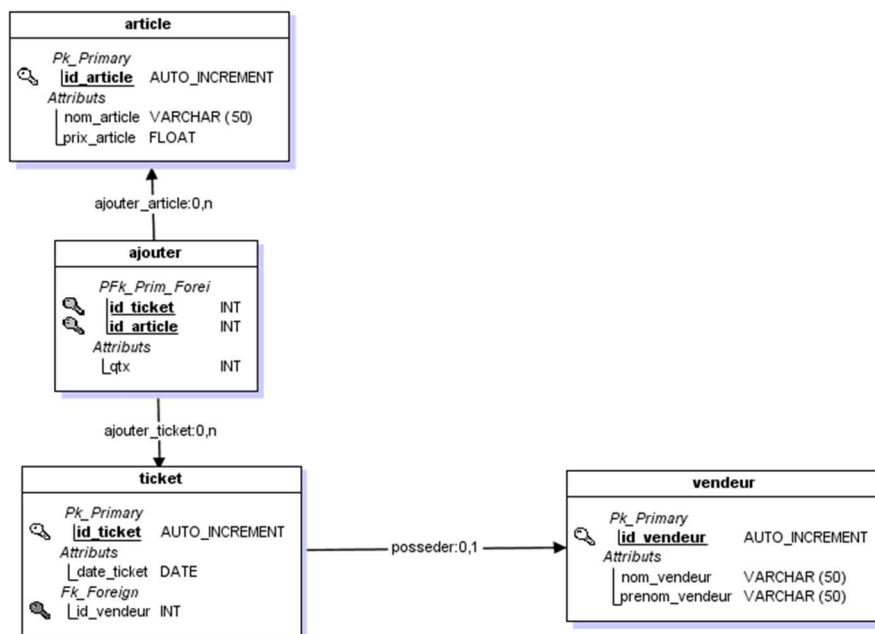 article
Pk_Primary
id_article AUTO_INCREMENT
Attributs
nom_article VARCHAR (50)
prix_article FLOAT
ajouter_article:0,n
ajouter
PFk_Prim_Forei
id_ticket INT
id_article INT
Attributs
qtx INT
ajouter_ticket:0,n
ticket
Pk_Primary
id_ticket AUTO_INCREMENT
Attributs
date_ticket DATE
Fk_Foreign
id_vendeur INT
posseder:0,1
vendeur
Pk_Primary
id_vendeur AUTO_INCREMENT
Attributs
nom_vendeur VARCHAR (50)
prenom_vendeur VARCHAR (50)